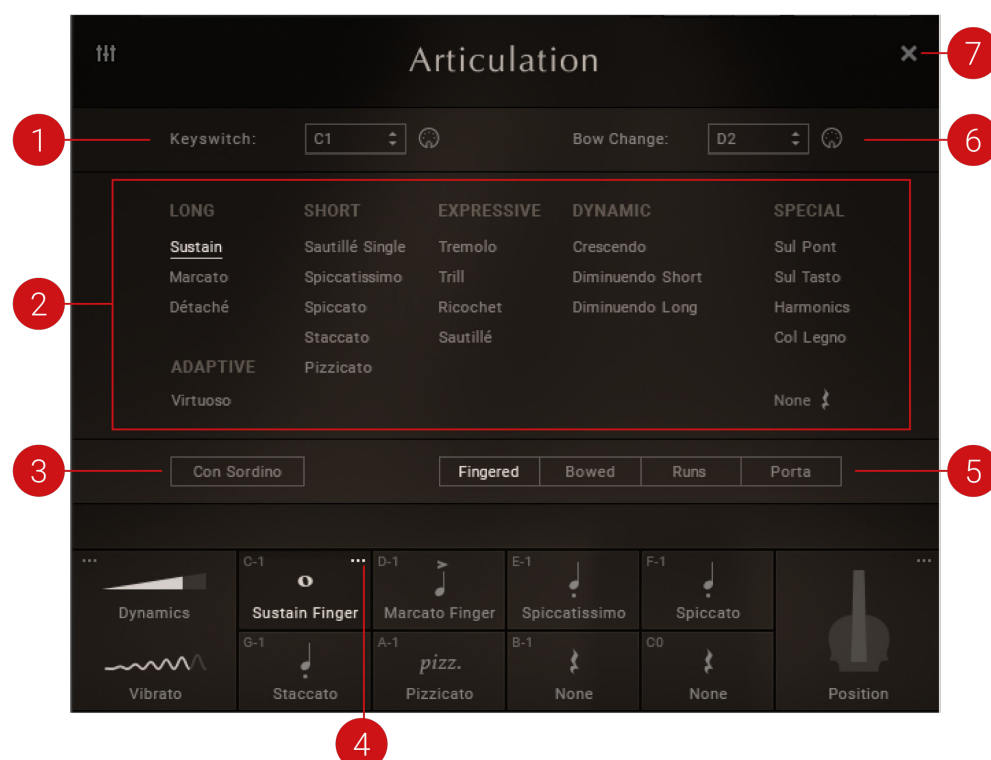 Articulation
7
1
Keyswitch: C1
Bow Change: D2
6
LONG SHORT EXPRESSIVE DYNAMIC SPECIAL
Sustain Sautillé Single Tremolo Crescendo Sul Pont
Marcato Spiccatissimo Trill Diminuendo Short Sul Tasto
2
Détaché Spiccato Ricochet Diminuendo Long Harmonics
Staccato Sautillé Col Legno
ADAPTIVE Pizzicato
Virtuoso None
3
Con Sordino
Fingered Bowed Runs Porta
5
C-1 D-1 E-1 F-1
Dynamics Sustain Finger Marcato Finger Spiccatissimo Spiccato
G-1 A-1 B-1 C0
pizz.
Vibrato Staccato Pizzicato None None Position
4